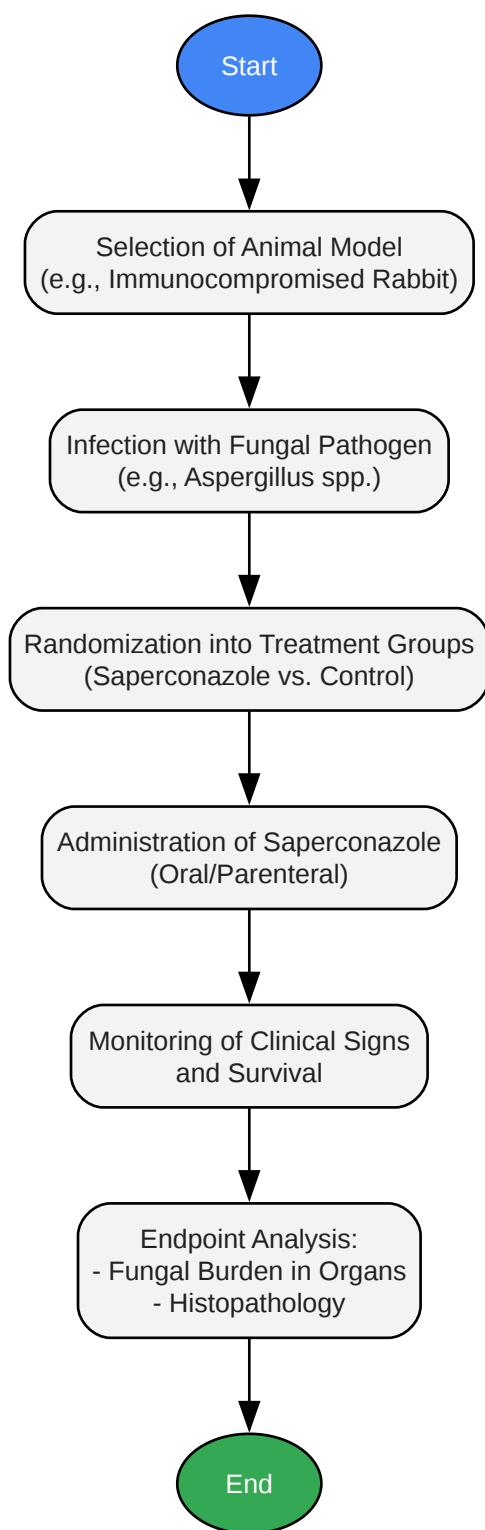 Start
Selection of Animal Model
(e.g., Immunocompromised Rabbit)
Infection with Fungal Pathogen
(e.g., Aspergillus spp.)
Randomization into Treatment Groups
(Saperconazole vs. Control)
Administration of Saperconazole
(Oral/Parenteral)
Monitoring of Clinical Signs
and Survival
Endpoint Analysis:
- Fungal Burden in Organs
- Histopathology
End